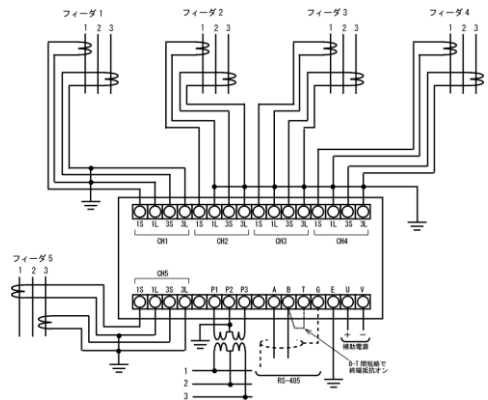 フィーダ1
フィーダ2
フィーダ3
フィーダ4
1 2 3
1 2 3
1 2 3
1 2 3
1S 1L 3S 3L 1S 1L 3S 3L 1S 1L 3S 3L 1S 1L 3S 3L
CH1 CH2 CH3 CH4
フィーダ5
1 2 3
CH5
1S 1L 3S 3L P1 P2 P3 A B T G E U V
+ −
補助電源
B-T間短絡で
終端抵抗オン
RS-485
1
2
3